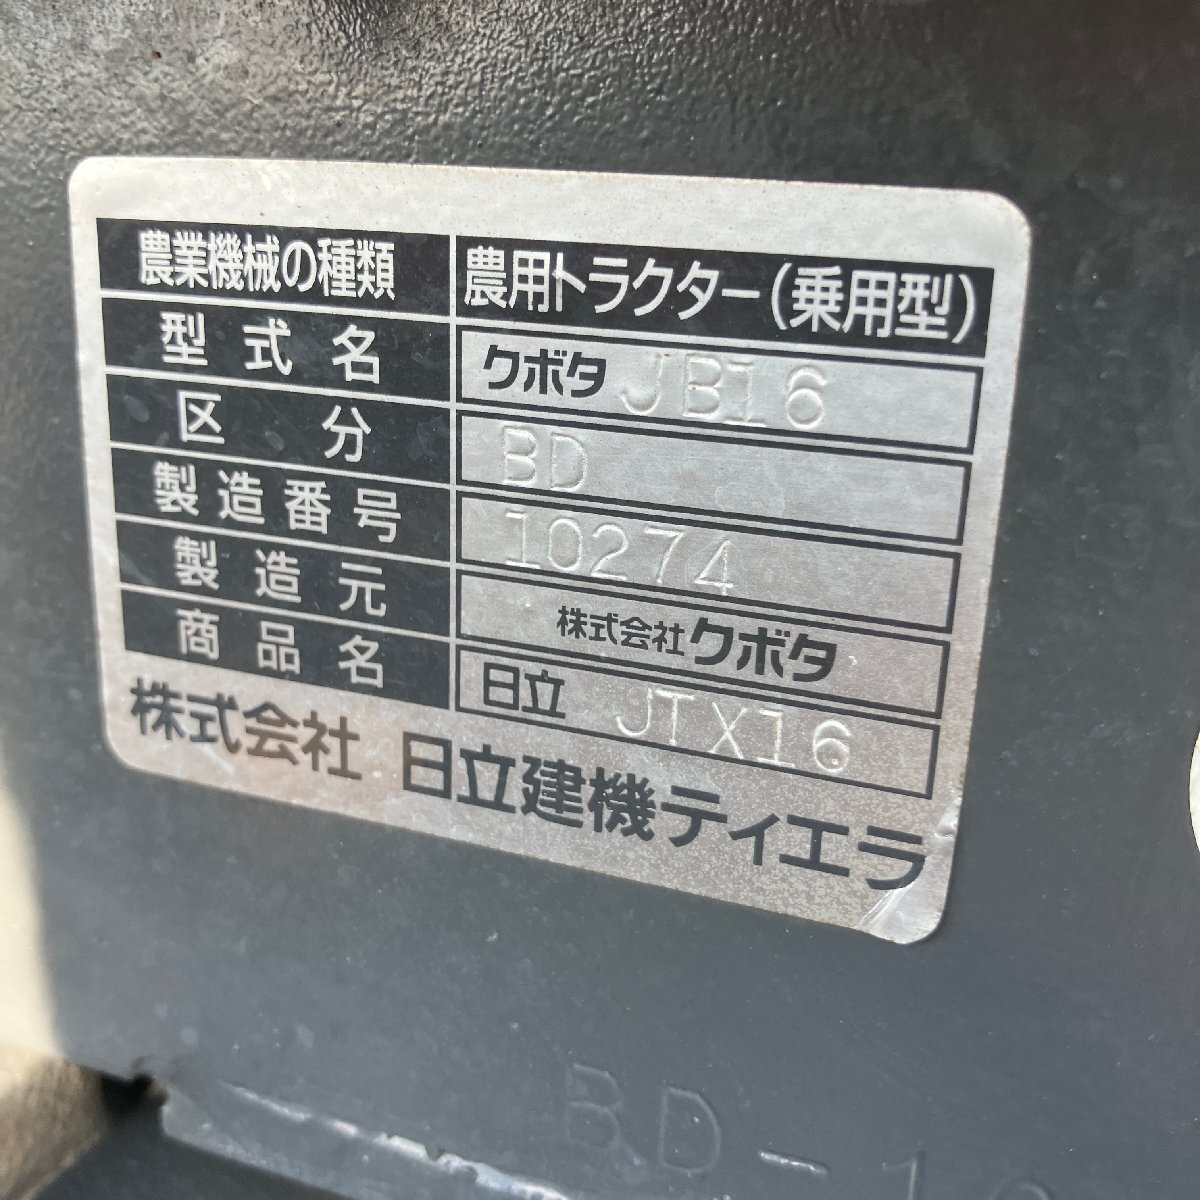 農業機械の種類 農用トラクター(乗用型)
型式名 クボタ JB16
区分 BD
製造番号 10274
製造元 株式会社クボタ
商品名 日立 JTX16
株式会社 日立建機ティエラ
BD-1